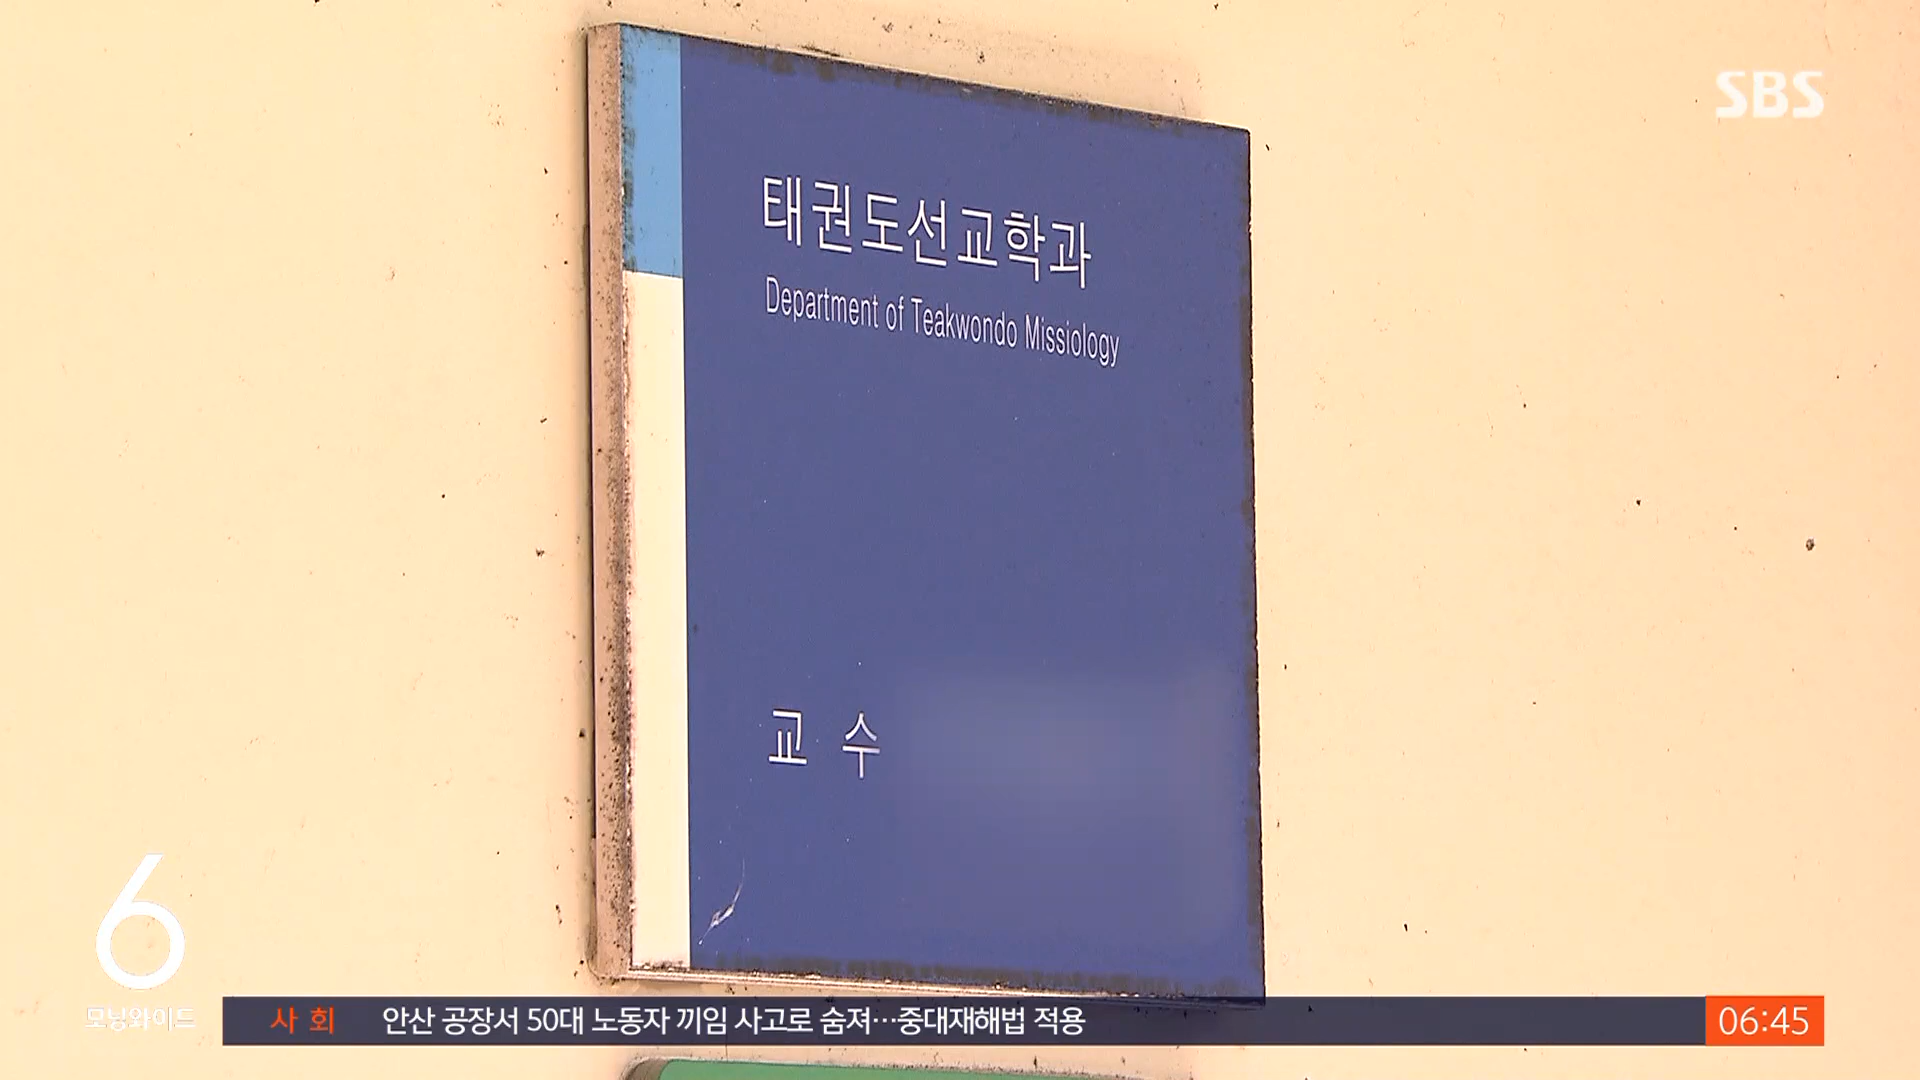 SBS
태권도선교학과
Department of Teakwondo Missiology
교 수
6
모닝와이드
사 회 안산 공장서 50대 노동자 끼임 사고로 숨져…중대재해법 적용 06:45